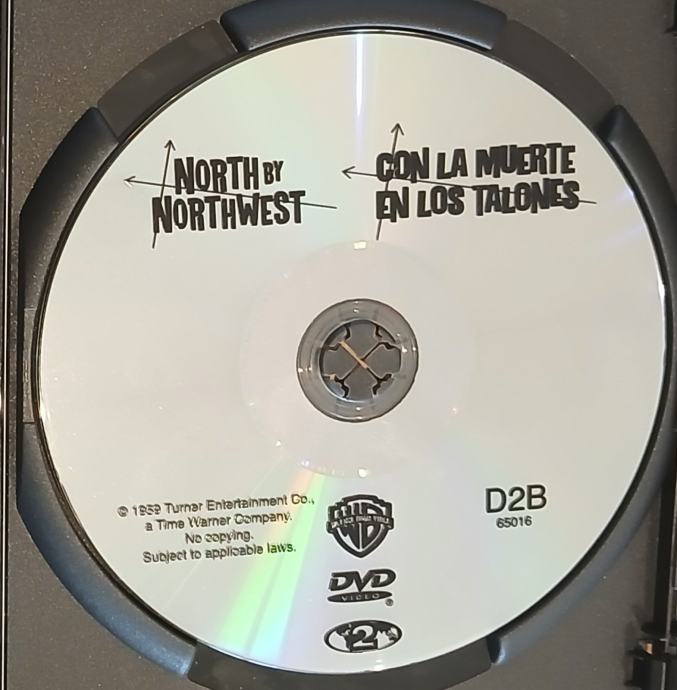 NORTH BY
NORTHWEST
CON LA MUERTE
EN LOS TALONES
© 1959 Turner Entertainment Co.,
a Time Warner Company.
No copying.
Subject to applicable laws.
WB
DVD
VIDEO
2
D2B
65016